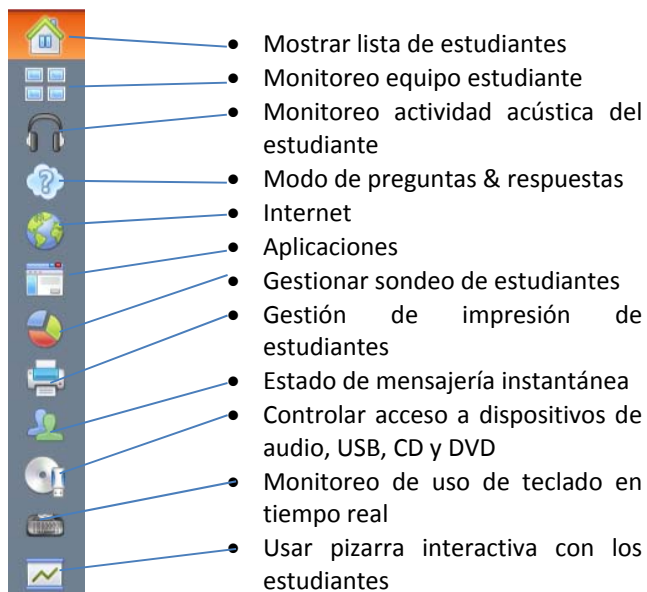 • Mostrar lista de estudiantes
• Monitoreo equipo estudiante
• Monitoreo actividad acústica del
estudiante
• Modo de preguntas & respuestas
• Internet
• Aplicaciones
• Gestionar sondeo de estudiantes
• Gestión de impresión de
estudiantes
• Estado de mensajería instantánea
• Controlar acceso a dispositivos de
audio, USB, CD y DVD
• Monitoreo de uso de teclado en
tiempo real
• Usar pizarra interactiva con los
estudiantes